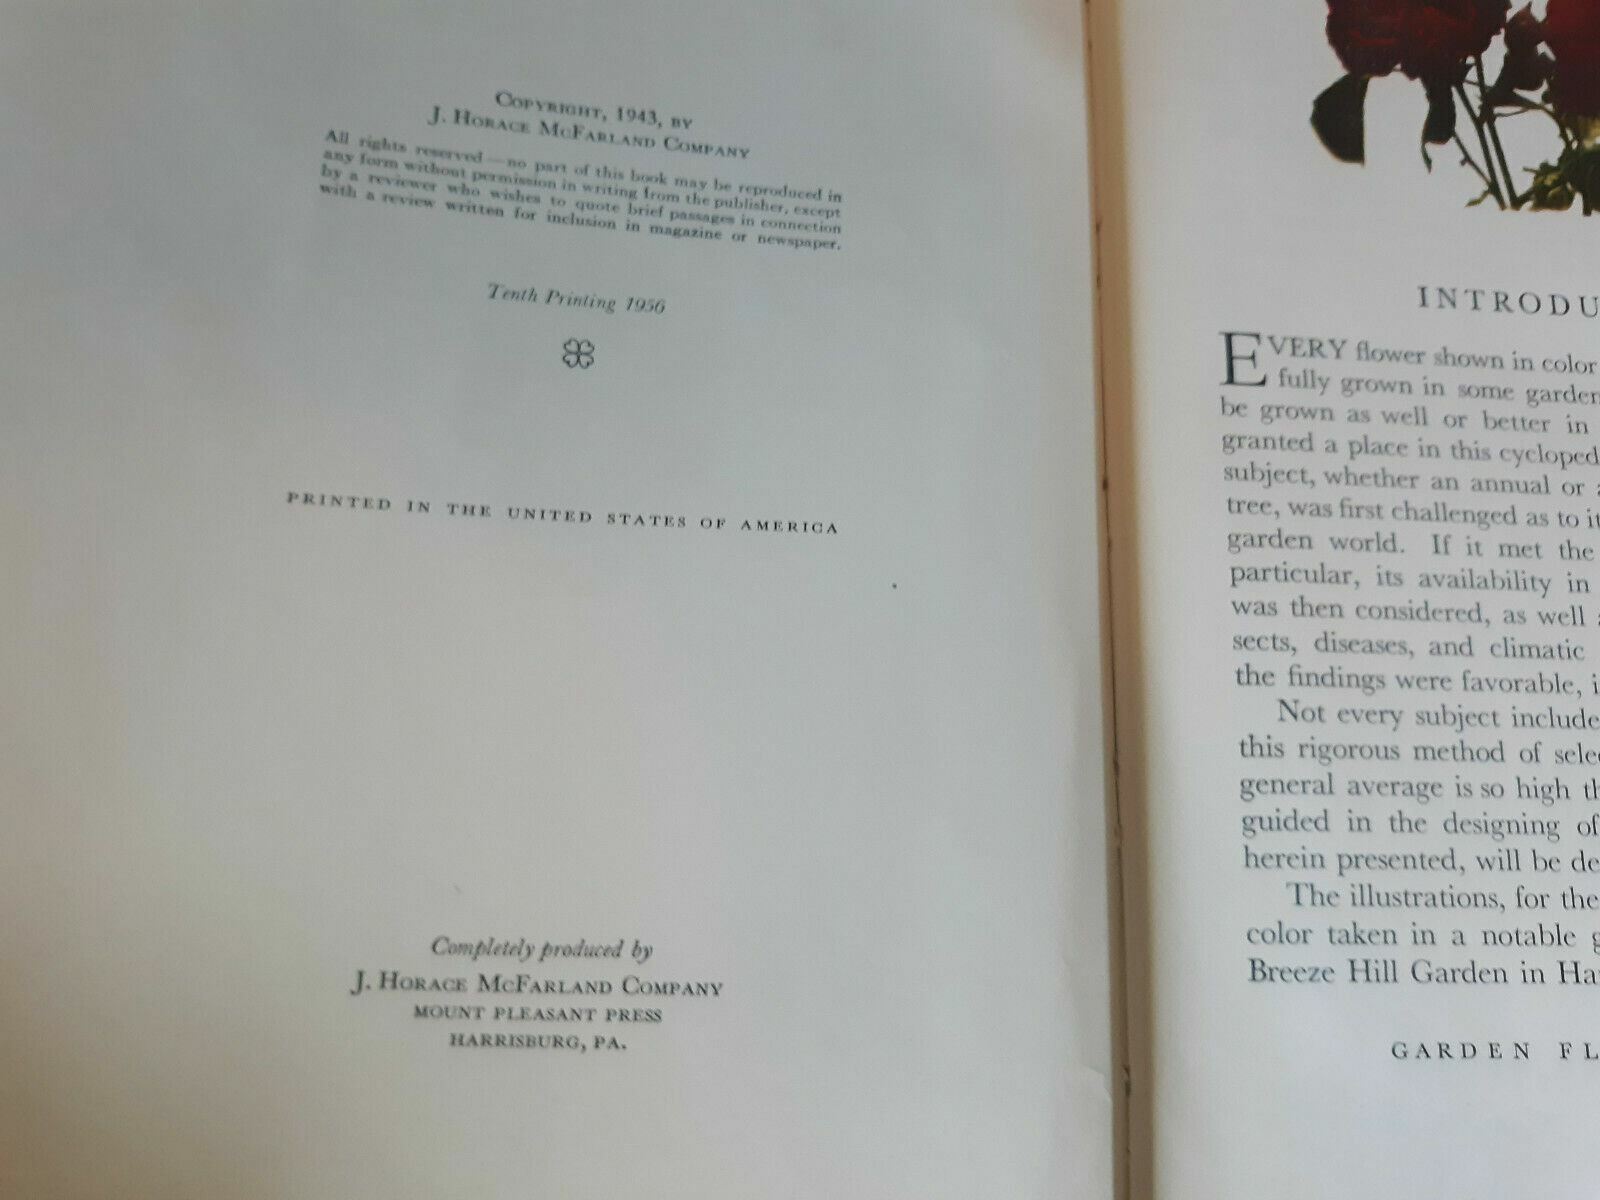 COPYRIGHT, 1943, BY
J. HORACE MCFARLAND COMPANY
All rights reserved—no part of this book may be reproduced in
any form without permission in writing from the publisher, except
by a reviewer who wishes to quote brief passages in connection
with a review written for inclusion in magazine or newspaper.
Tenth Printing 1956
PRINTED IN THE UNITED STATES OF AMERICA
Completely produced by
J. HORACE MCFARLAND COMPANY
MOUNT PLEASANT PRESS
HARRISBURG, PA.
INTRODU
EVERY flower shown in color
fully grown in some garden
be grown as well or better in
granted a place in this cycloped
subject, whether an annual or a
tree, was first challenged as to it
garden world. If it met the
particular, its availability in
was then considered, as well a
sects, diseases, and climatic
the findings were favorable, i
Not every subject include
this rigorous method of selec
general average is so high th
guided in the designing of
herein presented, will be de
The illustrations, for the
color taken in a notable g
Breeze Hill Garden in Ha
GARDEN FL